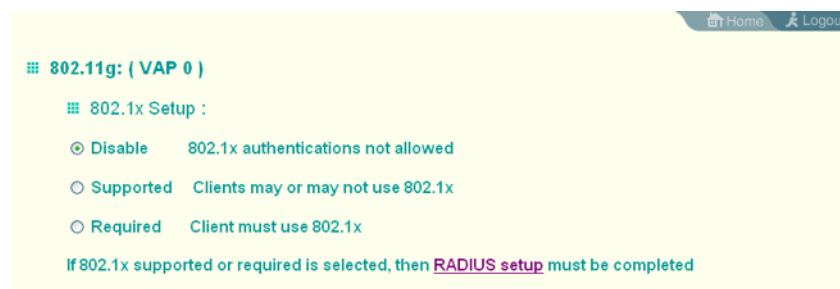 Home Logou
802.11g: ( VAP 0 )
802.1x Setup :
Disable 802.1x authentications not allowed
Supported Clients may or may not use 802.1x
Required Client must use 802.1x
If 802.1x supported or required is selected, then RADIUS setup must be completed